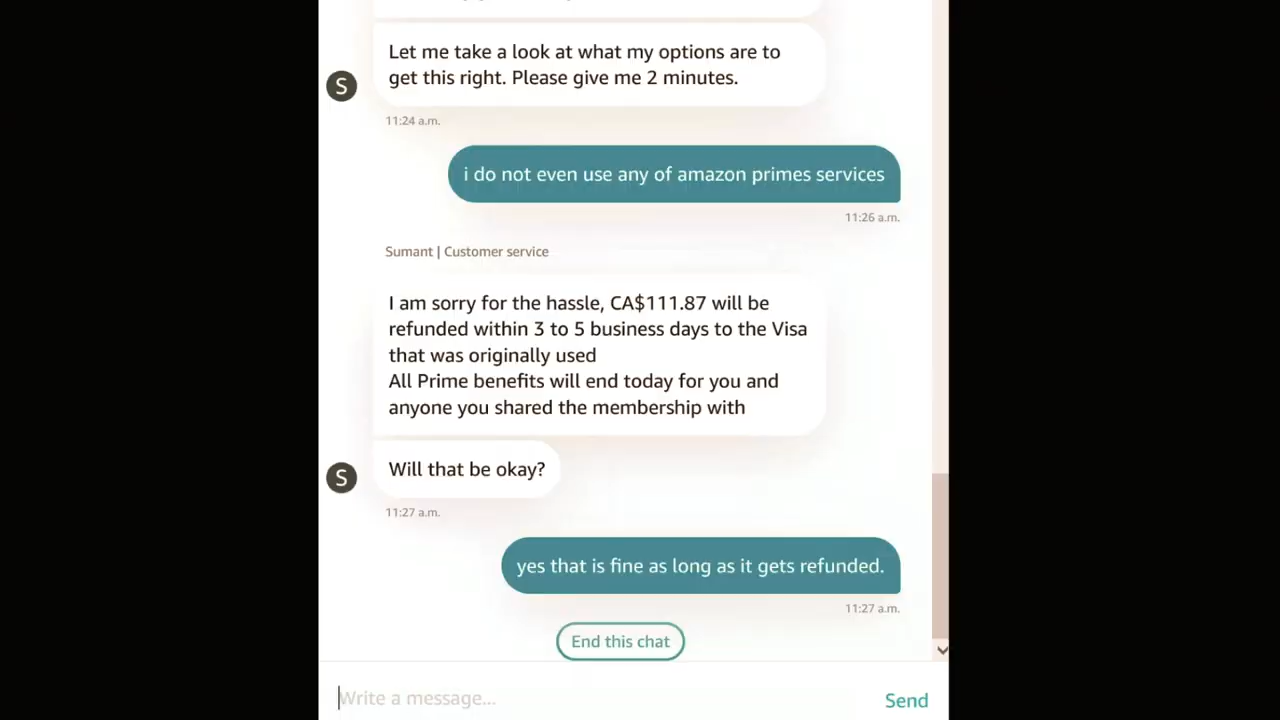 Let me take a look at what my options are to
get this right. Please give me 2 minutes.
S
11:24 a.m.
i do not even use any of amazon primes services
11:26 a.m.
Sumant | Customer service
I am sorry for the hassle, CA$111.87 will be
refunded within 3 to 5 business days to the Visa
that was originally used
All Prime benefits will end today for you and
anyone you shared the membership with
Will that be okay?
S
11:27 a.m.
yes that is fine as long as it gets refunded.
11:27 a.m.
End this chat
Write a message...
Send